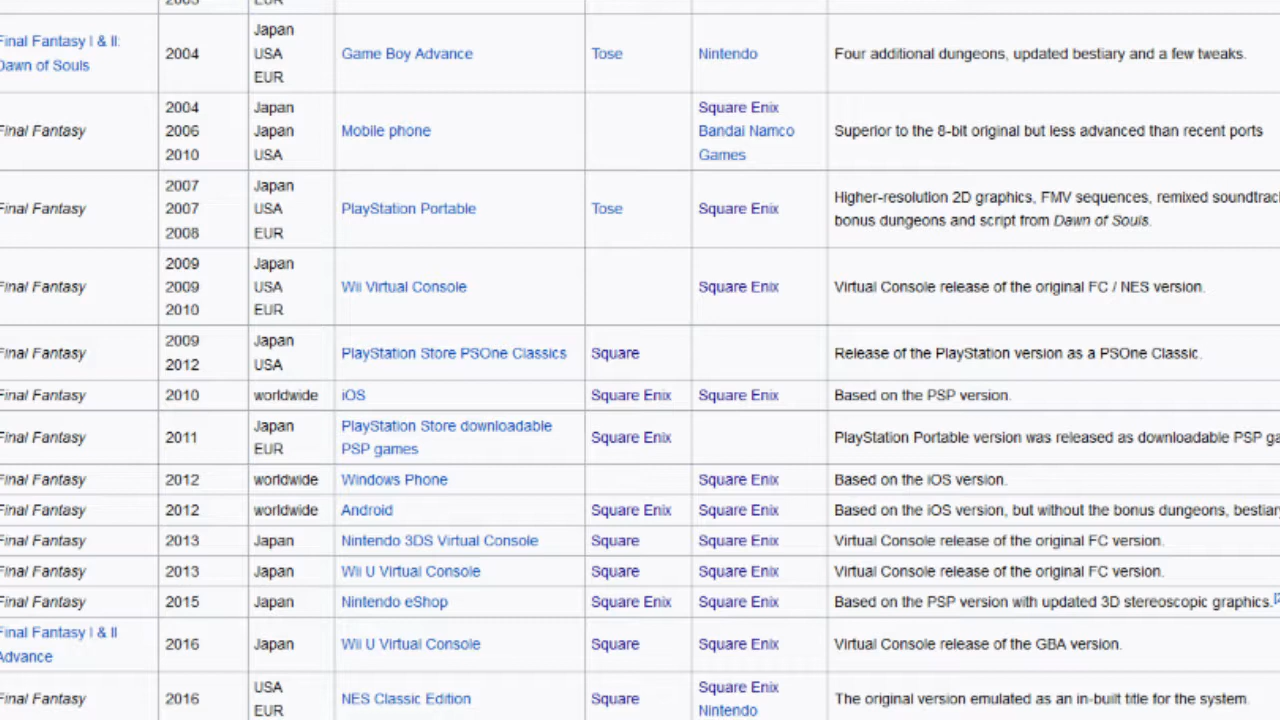 2003 EUR
Japan
Final Fantasy I & II: Dawn of Souls 2004 USA Game Boy Advance Tose Nintendo Four additional dungeons, updated bestiary and a few tweaks.
EUR
2004 Japan Square Enix
Final Fantasy 2006 Japan Mobile phone Bandai Namco Superior to the 8-bit original but less advanced than recent ports
2010 USA Games
2007 Japan Higher-resolution 2D graphics, FMV sequences, remixed soundtrack
Final Fantasy 2007 USA PlayStation Portable Tose Square Enix
2008 EUR bonus dungeons and script from Dawn of Souls.
2009 Japan
Final Fantasy 2009 USA Wii Virtual Console Square Enix Virtual Console release of the original FC / NES version.
2010 EUR
2009 Japan
Final Fantasy PlayStation Store PSOne Classics Square Release of the PlayStation version as a PSOne Classic.
2012 USA
Final Fantasy 2010 worldwide iOS Square Enix Square Enix Based on the PSP version.
Japan PlayStation Store downloadable
Final Fantasy 2011 Square Enix PlayStation Portable version was released as downloadable PSP ga
EUR PSP games
Final Fantasy 2012 worldwide Windows Phone Square Enix Based on the iOS version.
Final Fantasy 2012 worldwide Android Square Enix Square Enix Based on the iOS version, but without the bonus dungeons, bestiary
Final Fantasy 2013 Japan Nintendo 3DS Virtual Console Square Square Enix Virtual Console release of the original FC version.
Final Fantasy 2013 Japan Wii U Virtual Console Square Square Enix Virtual Console release of the original FC version.
Final Fantasy 2015 Japan Nintendo eShop Square Enix Square Enix Based on the PSP version with updated 3D stereoscopic graphics.
Final Fantasy I & II Advance 2016 Japan Wii U Virtual Console Square Square Enix Virtual Console release of the GBA version.
USA Square Enix
Final Fantasy 2016 NES Classic Edition Square The original version emulated as an in-built title for the system.
EUR Nintendo